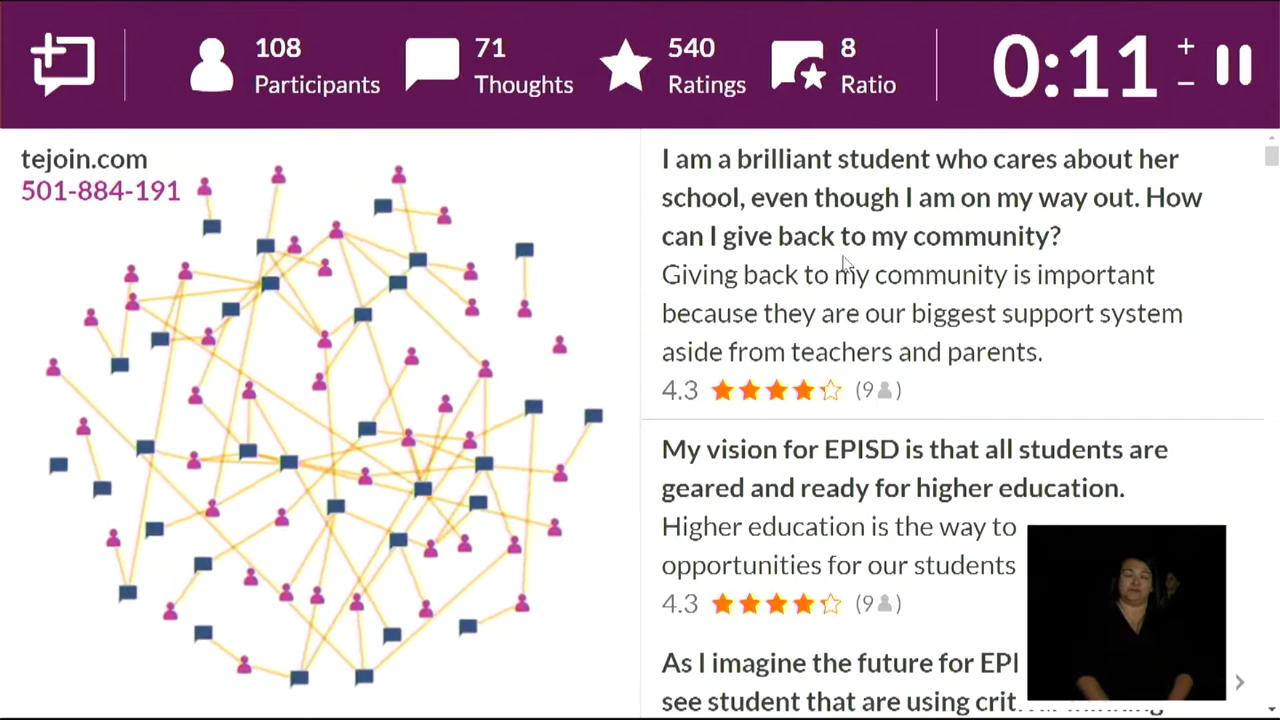 108
Participants
71
Thoughts
540
Ratings
8
Ratio
0:11
+
−
tejoin.com
501-884-191
I am a brilliant student who cares about her
school, even though I am on my way out. How
can I give back to my community?
Giving back to my community is important
because they are our biggest support system
aside from teachers and parents.
4.3 (9)
My vision for EPISD is that all students are
geared and ready for higher education.
Higher education is the way to
opportunities for our students
4.3 (9)
As I imagine the future for EPI
see student that are using crit